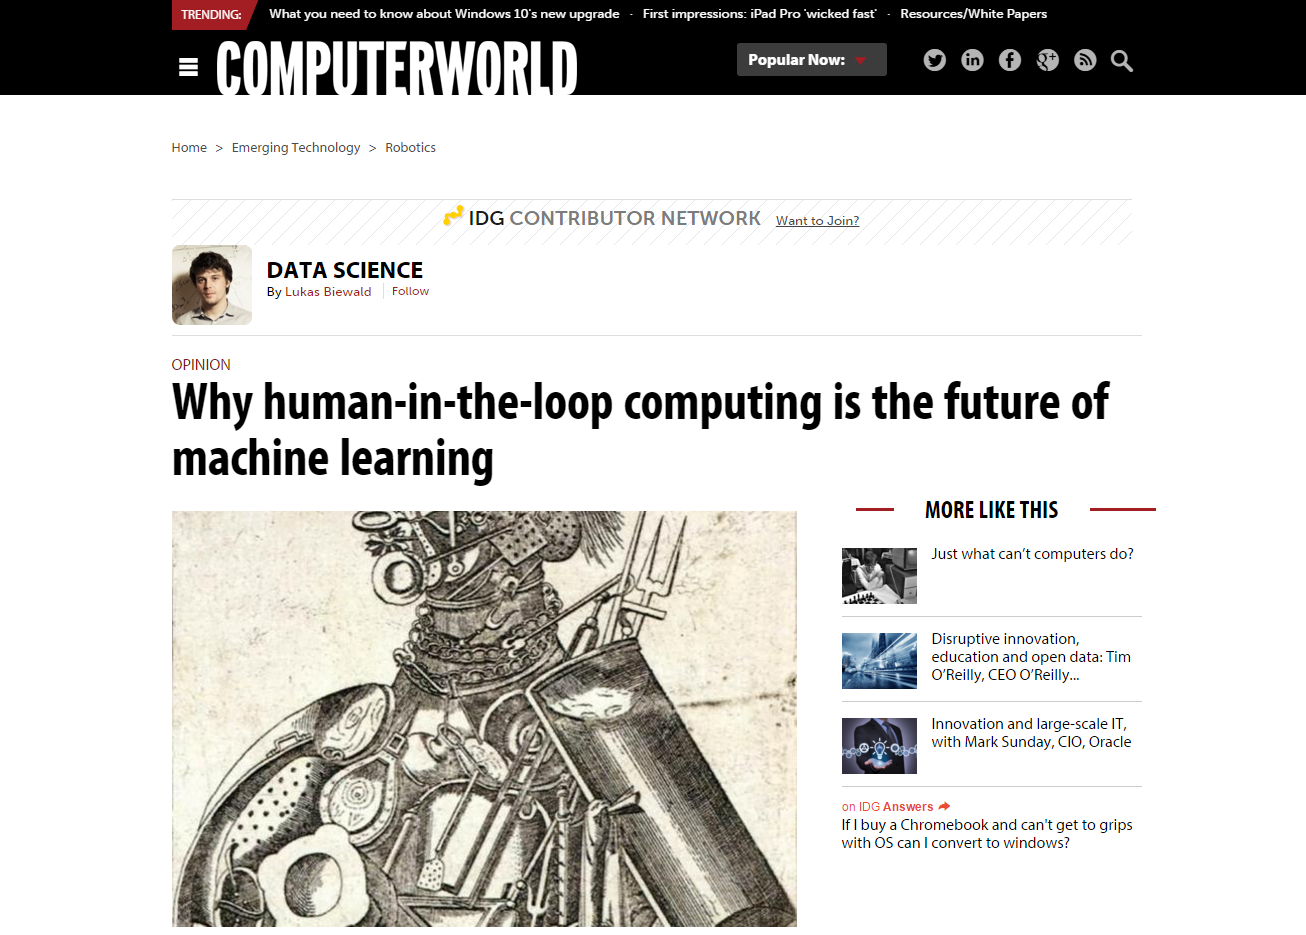 TRENDING: What you need to know about Windows 10's new upgrade · First impressions: iPad Pro 'wicked fast' · Resources/White Papers
COMPUTERWORLD
Popular Now:
Home > Emerging Technology > Robotics
IDG CONTRIBUTOR NETWORK Want to Join?
DATA SCIENCE
By Lukas Biewald Follow
OPINION
Why human-in-the-loop computing is the future of
machine learning
MORE LIKE THIS
Just what can't computers do?
Disruptive innovation,
education and open data: Tim
O'Reilly, CEO O'Reilly...
Innovation and large-scale IT,
with Mark Sunday, CIO, Oracle
on IDG Answers
If I buy a Chromebook and can't get to grips
with OS can I convert to windows?